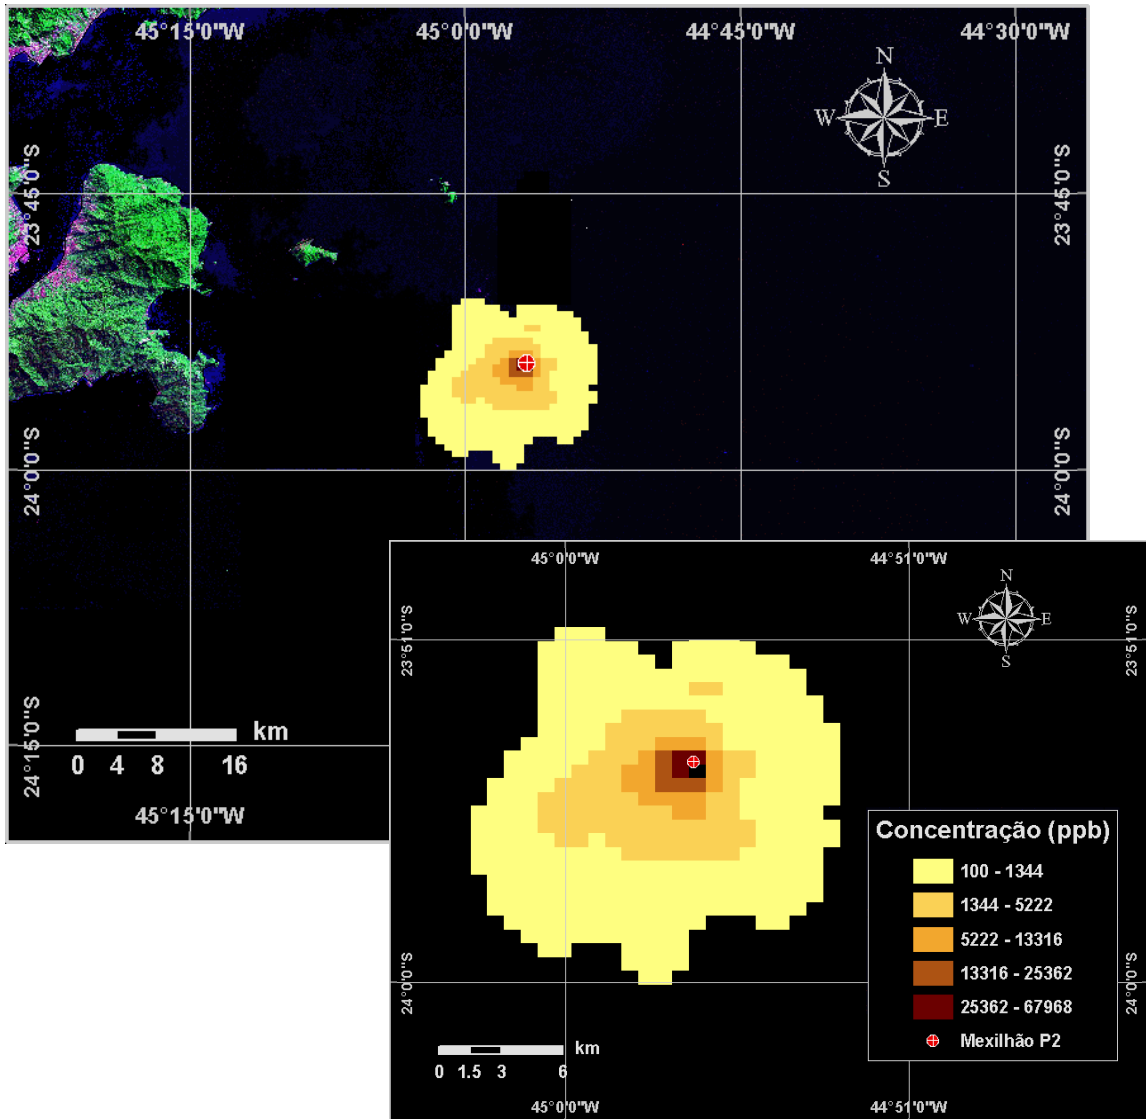 45°15'0"W 45°0'0"W 44°45'0"W 44°30'0"W
N
W E
S
23°45'0"S 23°45'0"S
24°0'0"S 24°0'0"S
24°15'0"S
km
0 4 8 16
45°15'0"W
45°0'0"W 44°51'0"W
N
W E
S
23°51'0"S 23°51'0"S
Concentração (ppb)
100 - 1344
1344 - 5222
5222 - 13316
13316 - 25362
25362 - 67968
Mexilhão P2
24°0'0"S 24°0'0"S
km
0 1.5 3 6
45°0'0"W 44°51'0"W